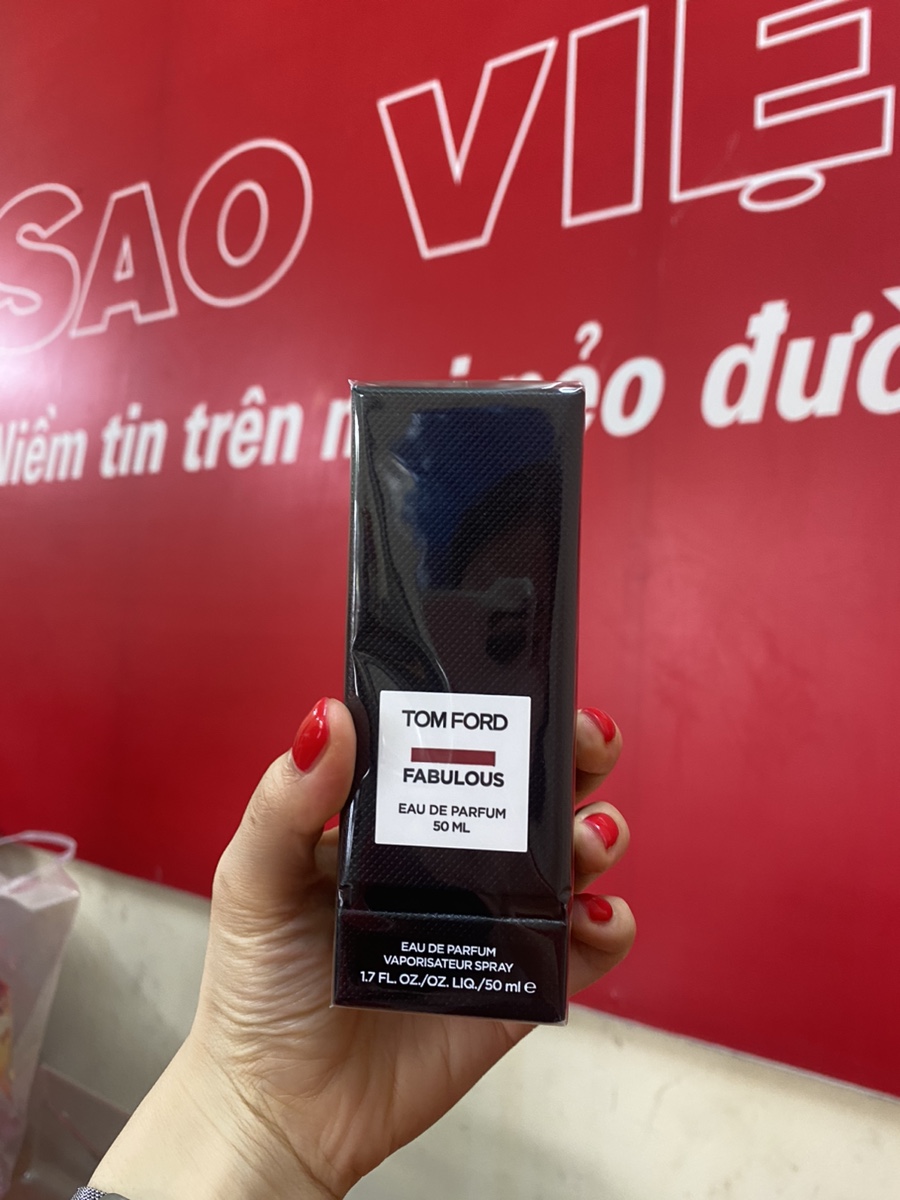 SAO VIỆ
Niềm tin trên nẻo đườ
TOM FORD
FABULOUS
EAU DE PARFUM
50 ML
EAU DE PARFUM
VAPORISATEUR SPRAY
1.7 FL. OZ./OZ. LIQ./50 ml ℮